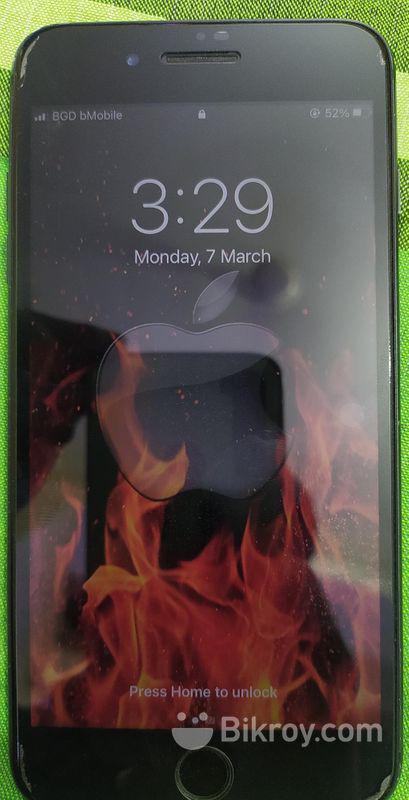 BGD bMobile 52%
3:29
Monday, 7 March
Press Home to unlock
Bikroy.com